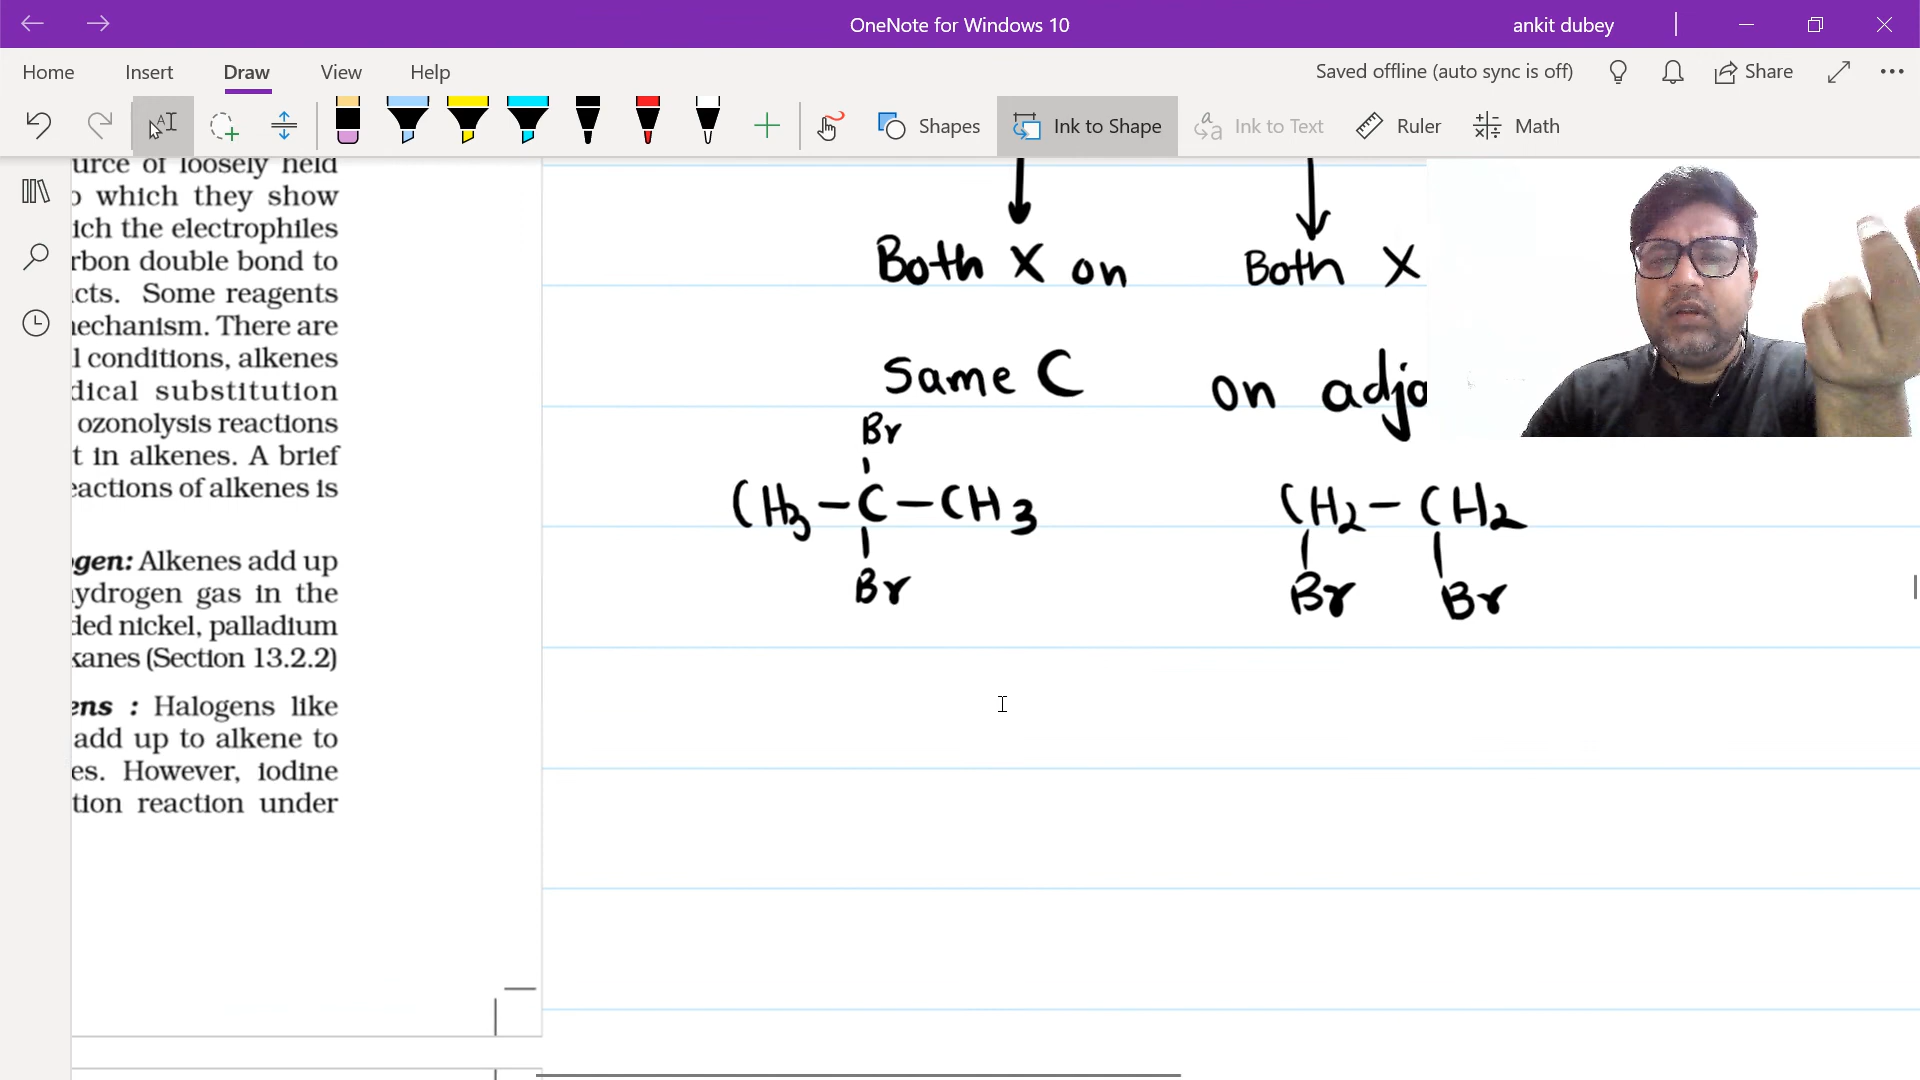 OneNote for Windows 10
ankit dubey
Home Insert Draw View Help
Saved offline (auto sync is off) Share
Shapes Ink to Shape Ink to Text Ruler Math
urce of loosely held
o which they show
ich the electrophiles
rbon double bond to
cts. Some reagents
echanism. There are
l conditions, alkenes
dical substitution
ozonolysis reactions
t in alkenes. A brief
eactions of alkenes is
gen: Alkenes add up
ydrogen gas in the
ded nickel, palladium
kanes (Section 13.2.2)
ens : Halogens like
add up to alkene to
es. However, iodine
tion reaction under
Both X on
Same C
Br
CH3-C-CH3
Br
Both X
on adja
CH2-CH2
Br Br